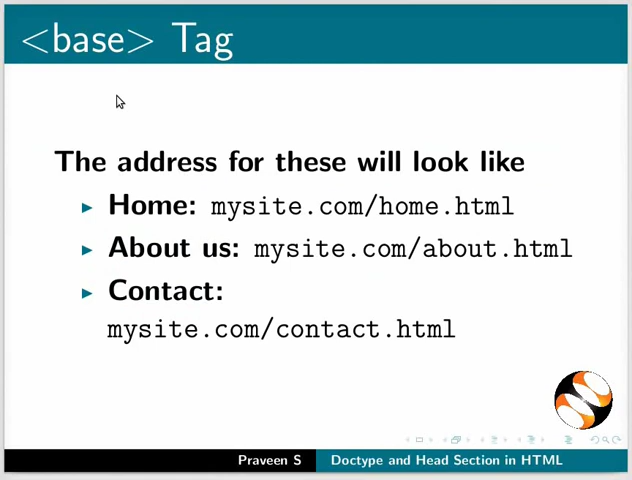 <base> Tag
The address for these will look like
Home: mysite.com/home.html
About us: mysite.com/about.html
Contact:
mysite.com/contact.html
Praveen S Doctype and Head Section in HTML